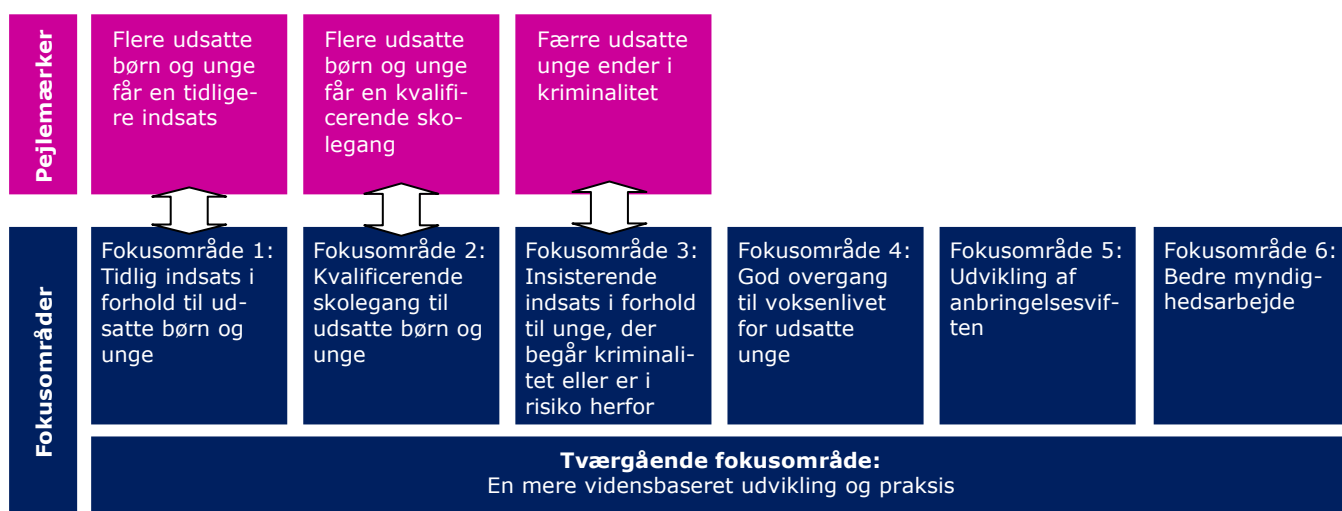 Pejlemærker
Flere udsatte
børn og unge
får en tidlige-
re indsats
Flere udsatte
børn og unge
får en kvalifi-
cerende sko-
legang
Færre udsatte
unge ender i
kriminalitet
Fokusområder
Fokusområde 1:
Tidlig indsats i
forhold til ud-
satte børn og
unge
Fokusområde 2:
Kvalificerende
skolegang til
udsatte børn og
unge
Fokusområde 3:
Insisterende
indsats i forhold
til unge, der
begår kriminali-
tet eller er i
risiko herfor
Fokusområde 4:
God overgang
til voksenlivet
for udsatte
unge
Fokusområde 5:
Udvikling af
anbringelsesvif-
ten
Fokusområde 6:
Bedre myndig-
hedsarbejde
Tværgående fokusområde:
En mere vidensbaseret udvikling og praksis